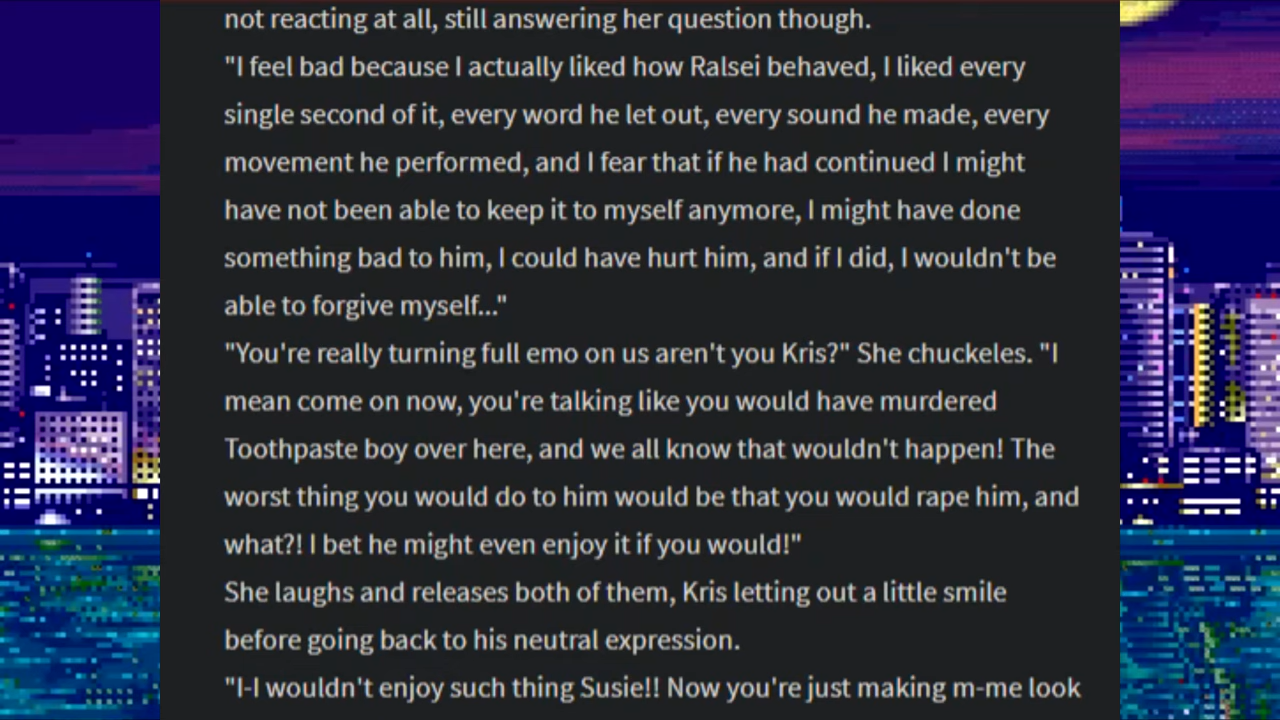 not reacting at all, still answering her question though.
"I feel bad because I actually liked how Ralsei behaved, I liked every
single second of it, every word he let out, every sound he made, every
movement he performed, and I fear that if he had continued I might
have not been able to keep it to myself anymore, I might have done
something bad to him, I could have hurt him, and if I did, I wouldn't be
able to forgive myself..."
"You're really turning full emo on us aren't you Kris?" She chuckeles. "I
mean come on now, you're talking like you would have murdered
Toothpaste boy over here, and we all know that wouldn't happen! The
worst thing you would do to him would be that you would rape him, and
what?! I bet he might even enjoy it if you would!"
She laughs and releases both of them, Kris letting out a little smile
before going back to his neutral expression.
"I-I wouldn't enjoy such thing Susie!! Now you're just making m-me look